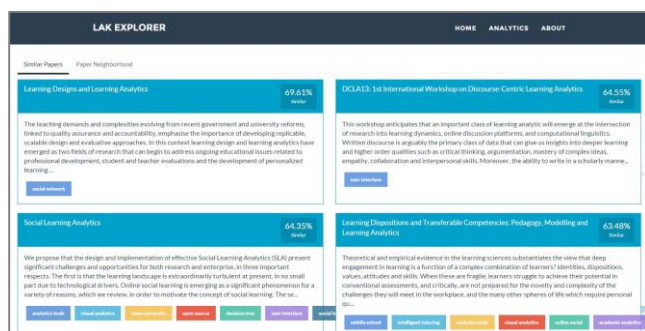 LAK EXPLORER
HOME ANALYTICS ABOUT
Similar Papers Paper Neighborhood
Learning Designs and Learning Analytics
69.61%
Similar
The teaching demands and complexities evolving from recent government and university reforms,
linked to quality assurance and accountability, emphasise the importance of developing replicable,
scalable design and evaluative approaches. In this context learning design and learning analytics have
emerged as two fields of research that can begin to address ongoing educational issues related to
professional development, student and teacher evaluations and the development of personalized
learning ...
social network
DCLA13: 1st International Workshop on Discourse-Centric Learning Analytics
64.55%
Similar
This workshop anticipates that an important class of learning analytic will emerge at the intersection
of research into learning dynamics, online discussion platforms, and computational linguistics.
Written discourse is arguably the primary class of data that can give us insights into deeper learning
and higher order qualities such as critical thinking, argumentation, mastery of complex ideas,
empathy, collaboration and interpersonal skills. Moreover, the ability to write in a scholarly manne...
user interface
Social Learning Analytics
64.35%
Similar
We propose that the design and implementation of effective Social Learning Analytics (SLA) present
significant challenges and opportunities for both research and enterprise, in three important
respects. The first is that the learning landscape is extraordinarily turbulent at present, in no small
part due to technological drivers. Online social learning is emerging as a significant phenomenon for a
variety of reasons, which we review, in order to motivate the concept of social learning. The se...
analytics tools visual analytics open university open source decision tree user interface
Learning Dispositions and Transferable Competencies: Pedagogy, Modelling and
Learning Analytics
63.48%
Similar
Theoretical and empirical evidence in the learning sciences substantiates the view that deep
engagement in learning is a function of a complex combination of learners? identities, dispositions,
values, attitudes and skills. When these are fragile, learners struggle to achieve their potential in
conventional assessments, and critically, are not prepared for the novelty and complexity of the
challenges they will meet in the workplace, and the many other spheres of life which require personal
qu...
middle school intelligent tutoring analytics tools visual analytics online social academic analytics